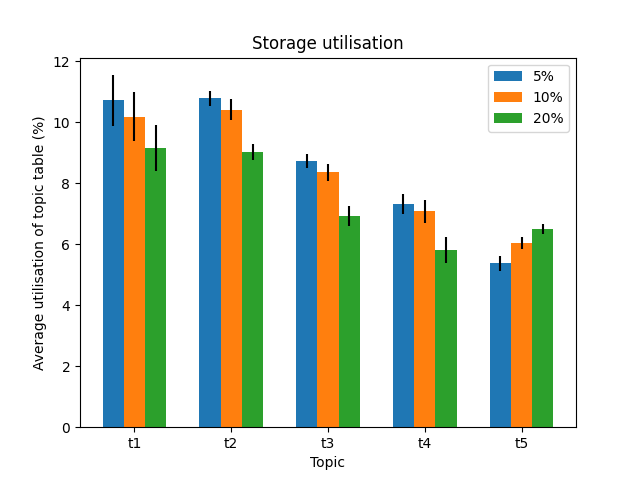 Storage utilisation
5%
10%
20%
Average utilisation of topic table (%)
12
10
8
6
4
2
0
t1 t2 t3 t4 t5
Topic